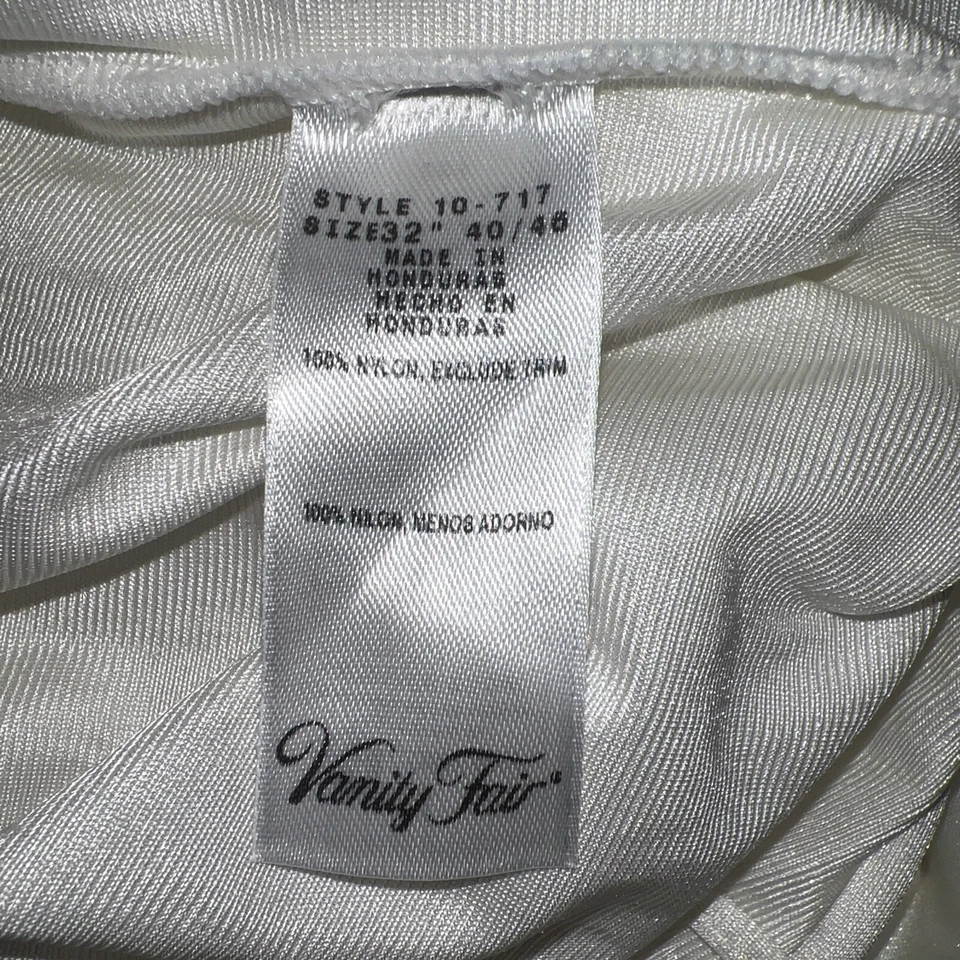 STYLE 10-717
SIZE32" 40/46
MADE IN
HONDURAS
HECHO EN
HONDURAS
100% NYLON, EXCLUDE TRIM
100% NILON, MENOS ADORNO
Vanity Fair®